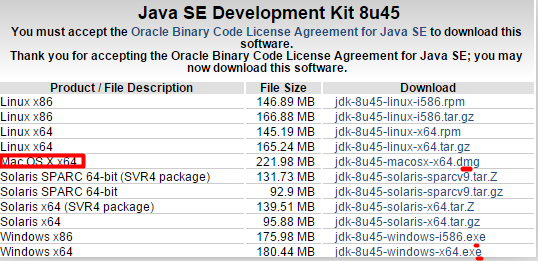 Java SE Development Kit 8u45
You must accept the Oracle Binary Code License Agreement for Java SE to download this
software.
Thank you for accepting the Oracle Binary Code License Agreement for Java SE; you may
now download this software.
Product / File Description File Size Download
Linux x86 146.89 MB jdk-8u45-linux-i586.rpm
Linux x86 166.88 MB jdk-8u45-linux-i586.tar.gz
Linux x64 145.19 MB jdk-8u45-linux-x64.rpm
Linux x64 165.24 MB jdk-8u45-linux-x64.tar.gz
Mac OS X x64 221.98 MB jdk-8u45-macosx-x64.dmg
Solaris SPARC 64-bit (SVR4 package) 131.73 MB jdk-8u45-solaris-sparcv9.tar.Z
Solaris SPARC 64-bit 92.9 MB jdk-8u45-solaris-sparcv9.tar.gz
Solaris x64 (SVR4 package) 139.51 MB jdk-8u45-solaris-x64.tar.Z
Solaris x64 95.88 MB jdk-8u45-solaris-x64.tar.gz
Windows x86 175.98 MB jdk-8u45-windows-i586.exe
Windows x64 180.44 MB jdk-8u45-windows-x64.exe